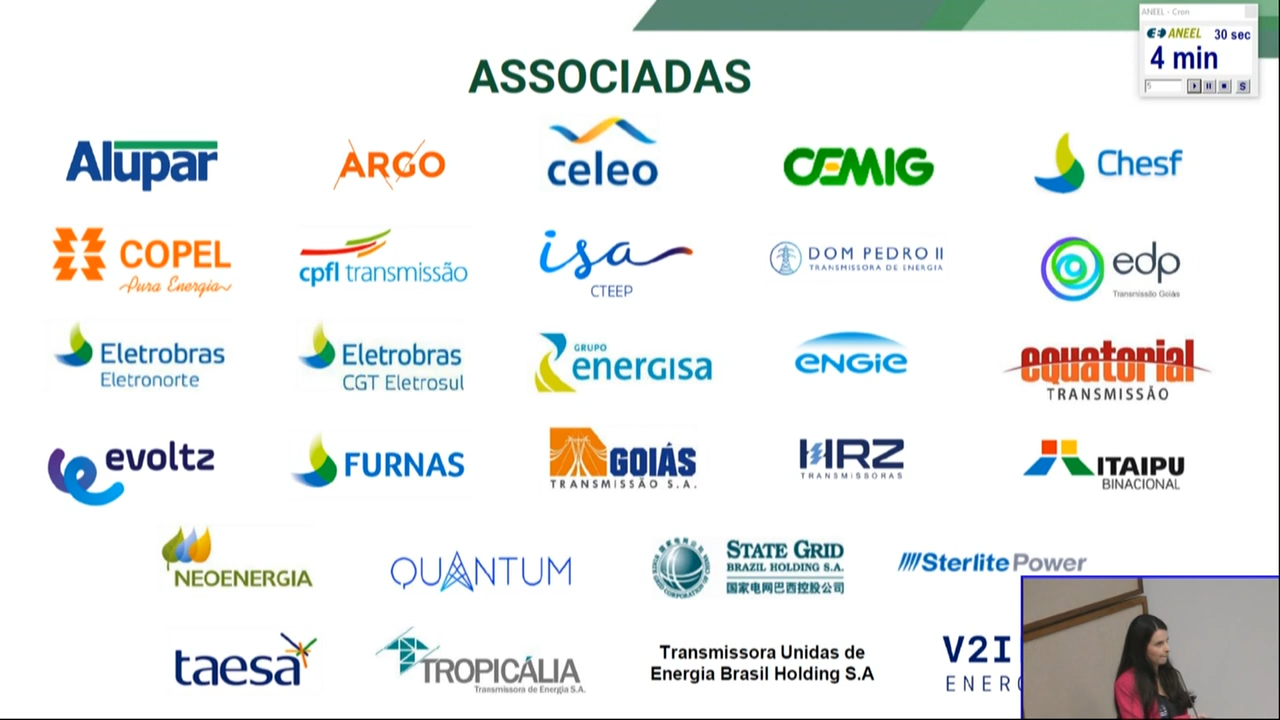 ANEEL - Cron
ANEEL 30 sec
4 min
5
S
ASSOCIADAS
Alupar
ARGO
celeo
CEMIG
Chesf
COPEL
Pura Energia
cpfl transmissão
isa
CTEEP
DOM PEDRO II
TRANSMISSORA DE ENERGIA
edp
Transmissão Goiás
Eletrobras
Eletronorte
Eletrobras
CGT Eletrosul
GRUPO
energisa
ENGIE
equatorial
TRANSMISSÃO
evoltz
FURNAS
GOIÁS
TRANSMISSÃO S.A.
HRZ
TRANSMISSORAS
ITAIPU
BINACIONAL
NEOENERGIA
QUANTUM
STATE GRID
BRAZIL HOLDING S.A.
国家电网巴西控股公司
Sterlite Power
taesa
TROPICÁLIA
Transmissora de Energia S.A.
Transmissora Unidas de
Energia Brasil Holding S.A
V2I
ENERG